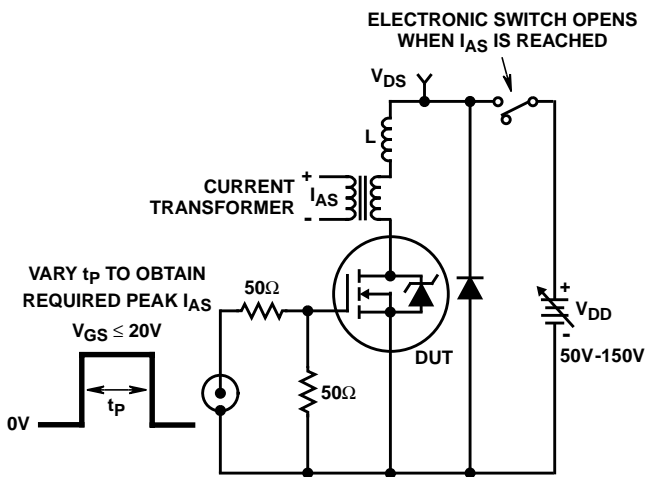 ELECTRONIC SWITCH OPENS
WHEN IAS IS REACHED
VDS
L
+
CURRENT
TRANSFORMER
IAS
-
VARY tP TO OBTAIN
REQUIRED PEAK IAS
50Ω
VGS ≤ 20V
+
VDD
-
50V-150V
DUT
50Ω
tP
0V